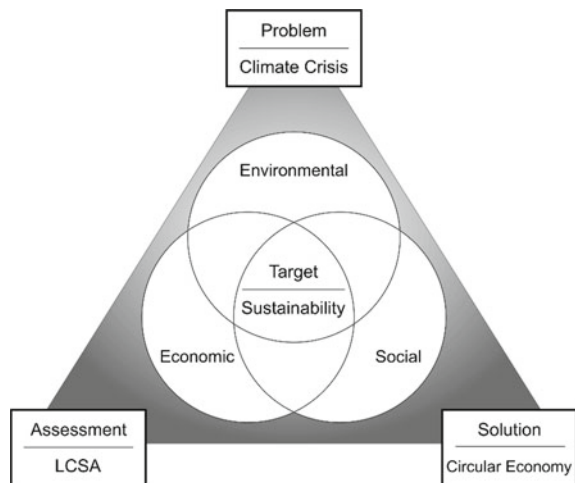 Problem
Climate Crisis
Environmental
Target
Sustainability
Economic
Social
Assessment
LCSA
Solution
Circular Economy